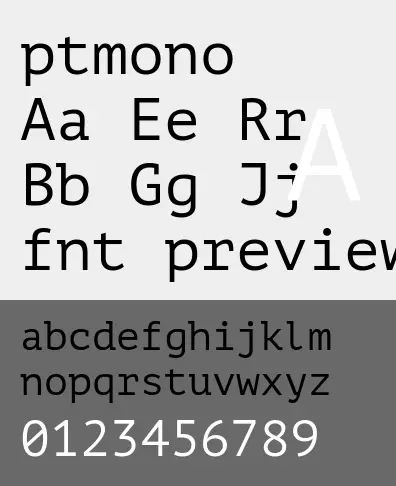 ptmono
Aa Ee Rr
A
Bb Gg Jj
fnt preview
abcdefghijklm
nopqrstuvwxyz
0123456789